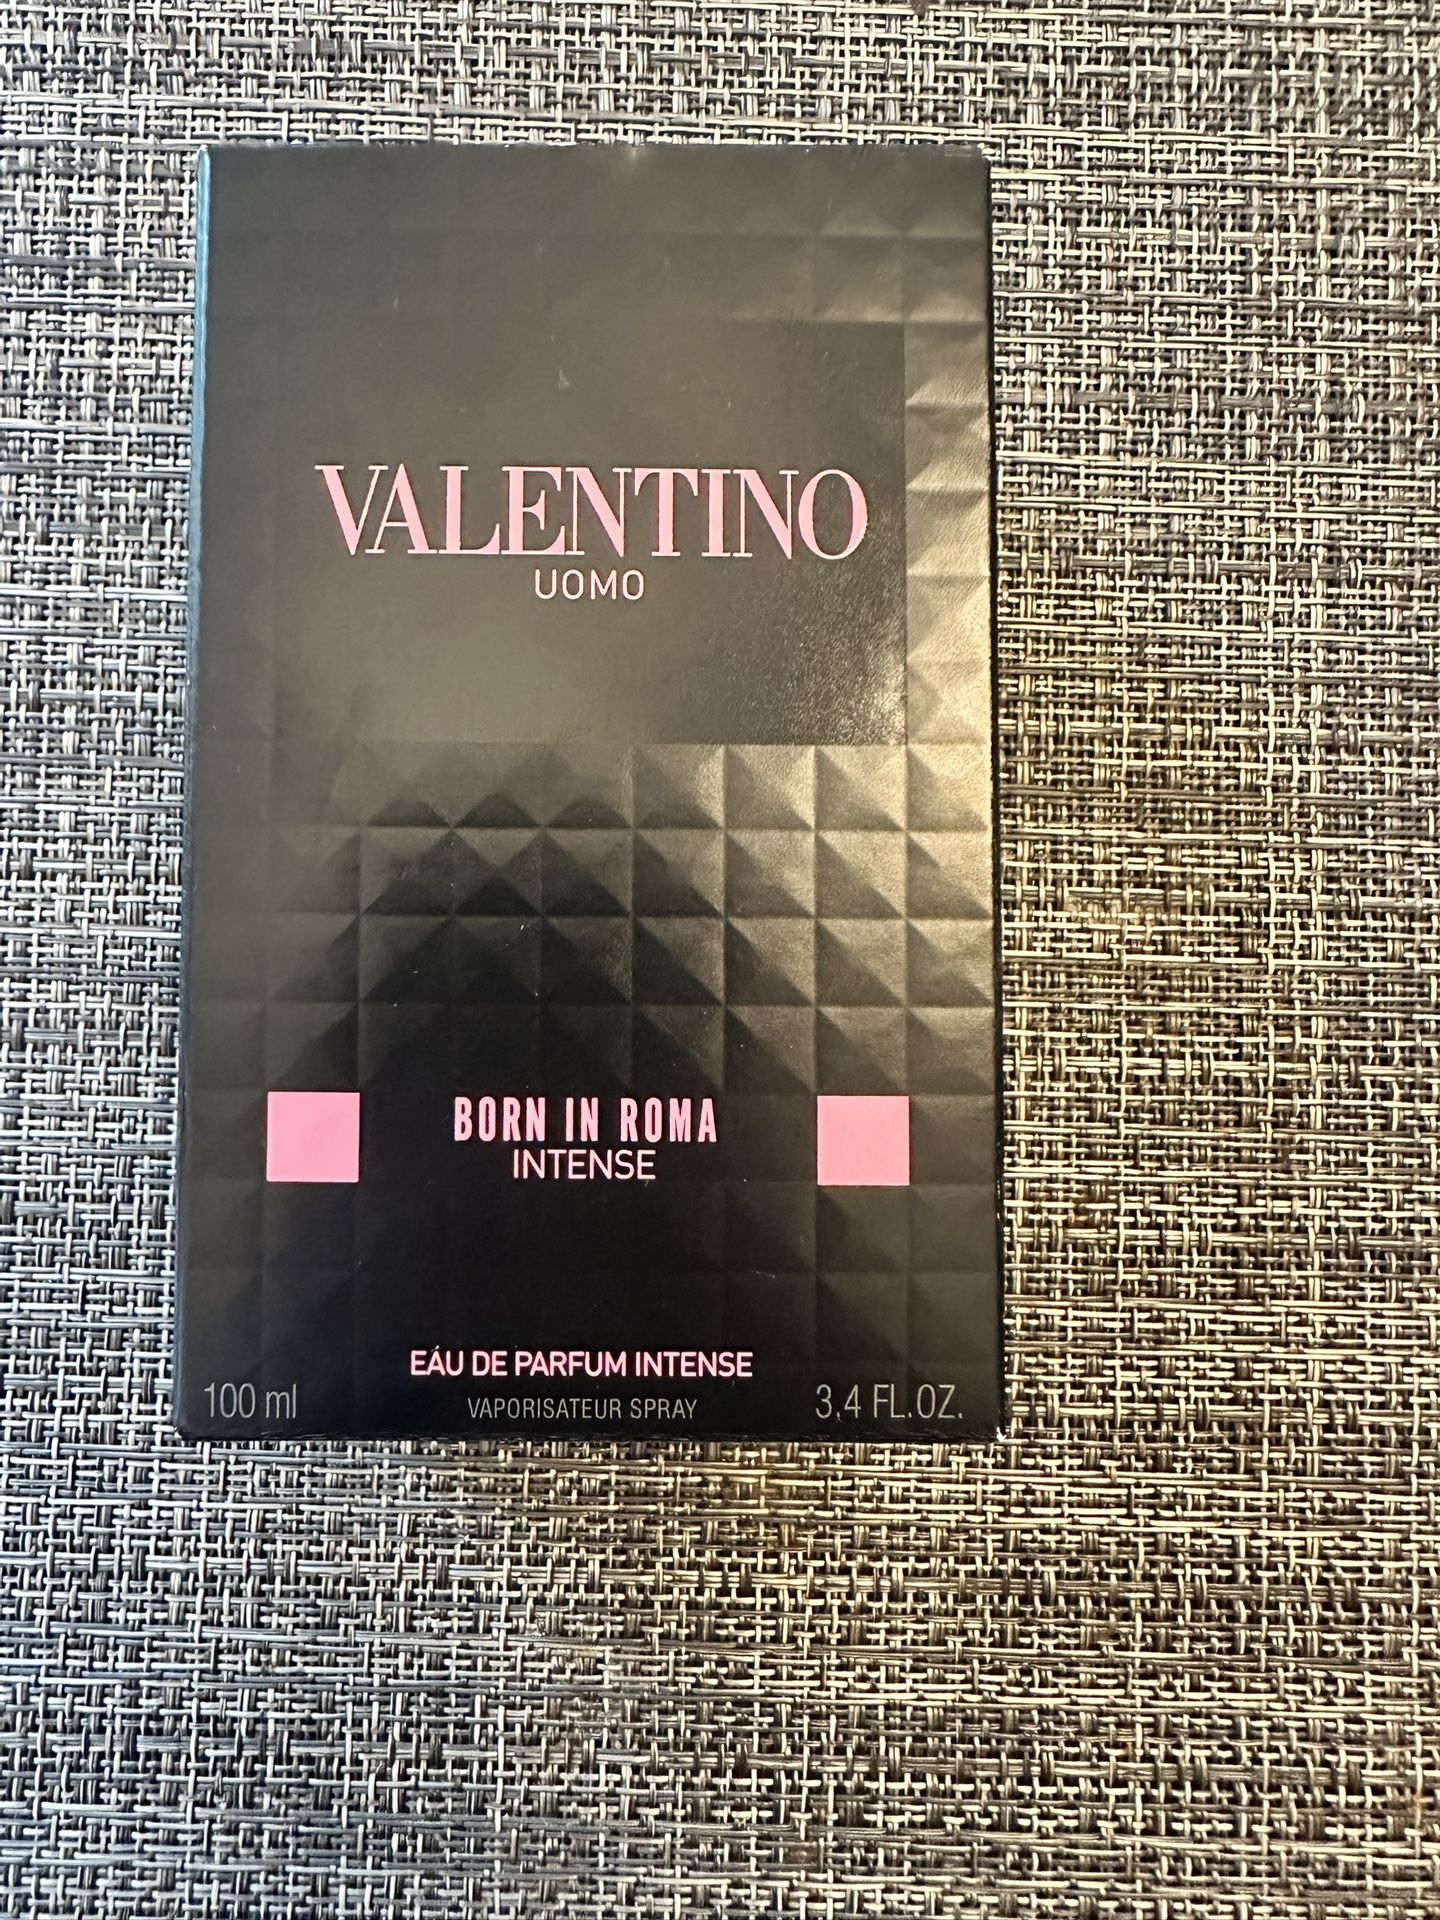 VALENTINO
UOMO
BORN IN ROMA
INTENSE
EAU DE PARFUM INTENSE
100 ml VAPORISATEUR SPRAY 3.4 FL.OZ.